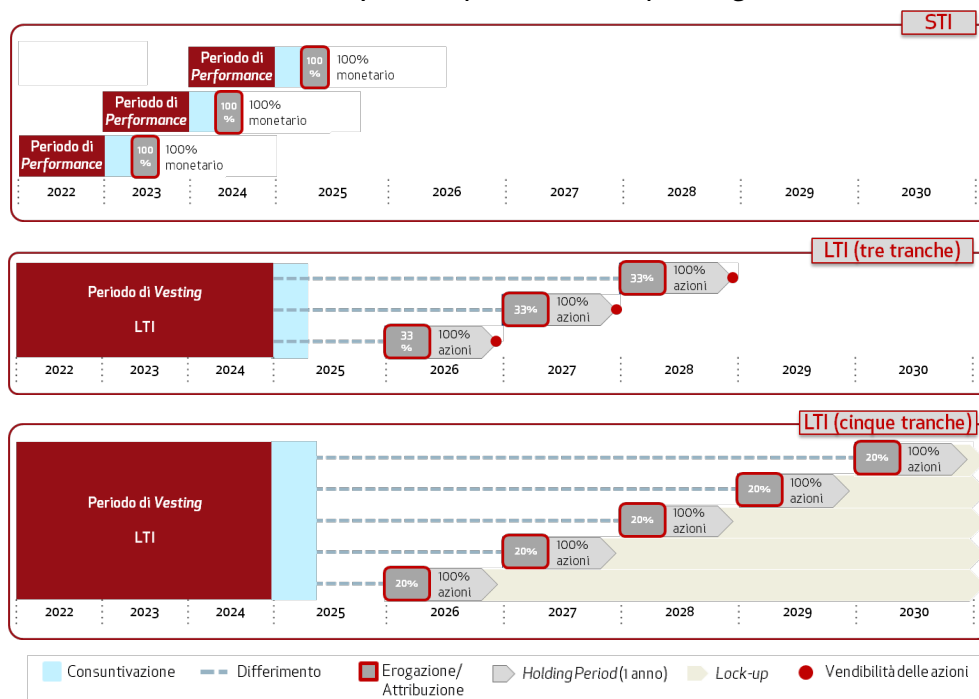 STI
Periodo di
Performance
100
%
100%
monetario
Periodo di
Performance
100
%
100%
monetario
Periodo di
Performance
100
%
100%
monetario
2022 2023 2024 2025 2026 2027 2028 2029 2030
LTI (tre tranche)
Periodo di Vesting
LTI
33%
100%
azioni
33%
100%
azioni
33
%
100%
azioni
2022 2023 2024 2025 2026 2027 2028 2029 2030
LTI (cinque tranche)
Periodo di Vesting
LTI
20%
100%
azioni
20%
100%
azioni
20%
100%
azioni
20%
100%
azioni
20%
100%
azioni
2022 2023 2024 2025 2026 2027 2028 2029 2030
Consuntivazione
Differimento
Erogazione/
Attribuzione
Holding Period (1 anno)
Lock-up
Vendibilità delle azioni